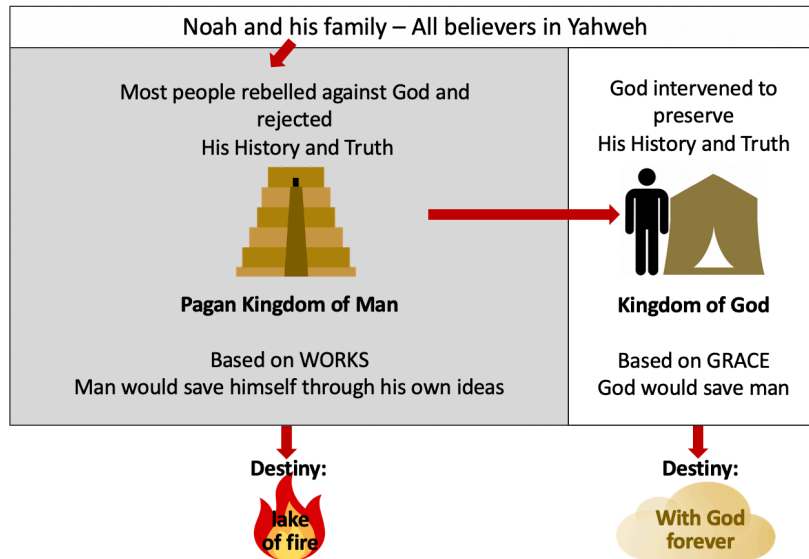 Noah and his family – All believers in Yahweh
Most people rebelled against God and
rejected
His History and Truth
Pagan Kingdom of Man
Based on WORKS
Man would save himself through his own ideas
God intervened to
preserve
His History and Truth
Kingdom of God
Based on GRACE
God would save man
Destiny:
lake
of fire
Destiny:
With God
forever